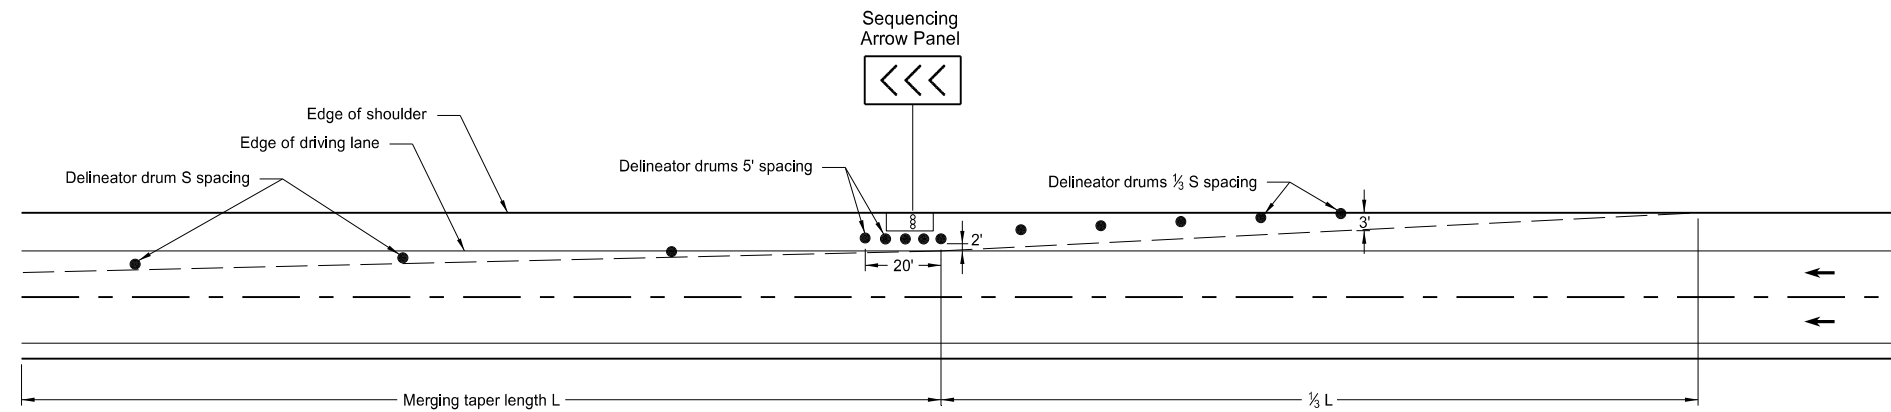 Sequencing
Arrow Panel
Edge of shoulder
Edge of driving lane
Delineator drum S spacing
Delineator drums 5' spacing
Delineator drums ⅓ S spacing
3'
2'
20'
Merging taper length L
⅓ L